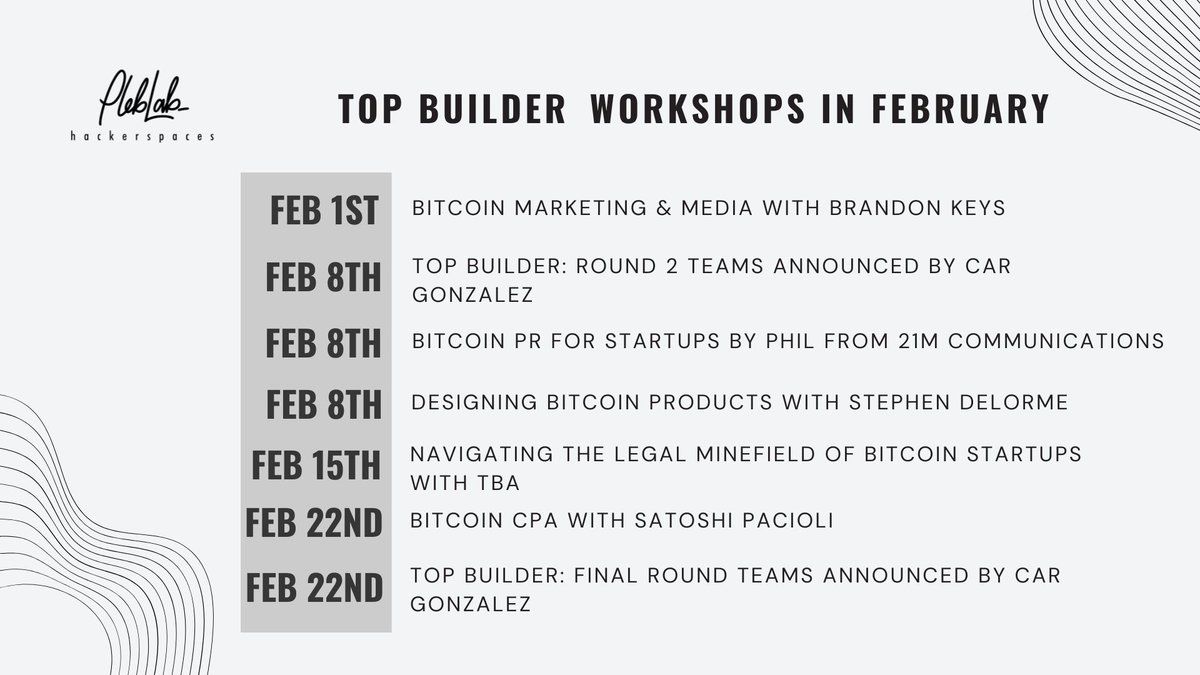 PlebLab
hackerspaces
TOP BUILDER WORKSHOPS IN FEBRUARY
FEB 1ST
BITCOIN MARKETING & MEDIA WITH BRANDON KEYS
FEB 8TH
TOP BUILDER: ROUND 2 TEAMS ANNOUNCED BY CAR
GONZALEZ
FEB 8TH
BITCOIN PR FOR STARTUPS BY PHIL FROM 21M COMMUNICATIONS
FEB 8TH
DESIGNING BITCOIN PRODUCTS WITH STEPHEN DELORME
FEB 15TH
NAVIGATING THE LEGAL MINEFIELD OF BITCOIN STARTUPS
WITH TBA
FEB 22ND
BITCOIN CPA WITH SATOSHI PACIOLI
FEB 22ND
TOP BUILDER: FINAL ROUND TEAMS ANNOUNCED BY CAR
GONZALEZ